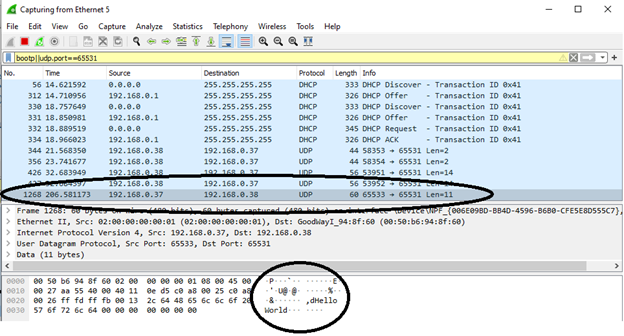 Capturing from Ethernet 5
File Edit View Go Capture Analyze Statistics Telephony Wireless Tools Help
bootp||udp.port==65531
No. Time Source Destination Protocol Length Info
56 14.621592 0.0.0.0 255.255.255.255 DHCP 333 DHCP Discover - Transaction ID 0x41
312 14.710956 192.168.0.1 255.255.255.255 DHCP 326 DHCP Offer - Transaction ID 0x41
330 18.757649 0.0.0.0 255.255.255.255 DHCP 333 DHCP Discover - Transaction ID 0x41
331 18.850981 192.168.0.1 255.255.255.255 DHCP 326 DHCP Offer - Transaction ID 0x41
332 18.889519 0.0.0.0 255.255.255.255 DHCP 345 DHCP Request - Transaction ID 0x41
334 18.966023 192.168.0.1 255.255.255.255 DHCP 326 DHCP ACK - Transaction ID 0x41
344 21.568350 192.168.0.38 192.168.0.37 UDP 44 58353 → 65531 Len=2
356 23.741677 192.168.0.38 192.168.0.37 UDP 44 58354 → 65531 Len=2
426 32.683949 192.168.0.38 192.168.0.37 UDP 56 53951 → 65531 Len=14
192.168.0.38 192.168.0.37 UDP 56 53952 → 65531 Len=14
1268 206.581173 192.168.0.37 192.168.0.38 UDP 60 65533 → 65531 Len=11
Frame 1268: 60 bytes on \Device\NPF_{006E09BD-BB4D-4596-B6B0-CFE5E8D555C7},
Ethernet II, Src: 02:00:00:00:00:01 (02:00:00:00:00:01), Dst: GoodWayI_94:8f:60 (00:50:b6:94:8f:60)
Internet Protocol Version 4, Src: 192.168.0.37, Dst: 192.168.0.38
User Datagram Protocol, Src Port: 65533, Dst Port: 65531
Data (11 bytes)
0000 00 50 b6 94 8f 60 02 00 00 00 00 01 08 00 45 00 ·P···`·· ······E·
0010 00 27 aa 55 40 00 40 11 0e d5 c0 a8 00 25 c0 a8 ·'·U@·@· ·····%··
0020 00 26 ff fd ff fb 00 13 2c 64 48 65 6c 6c 6f 20 ·&······ ,dHello
0030 57 6f 72 6c 64 00 00 00 00 00 00 00 World··· ····